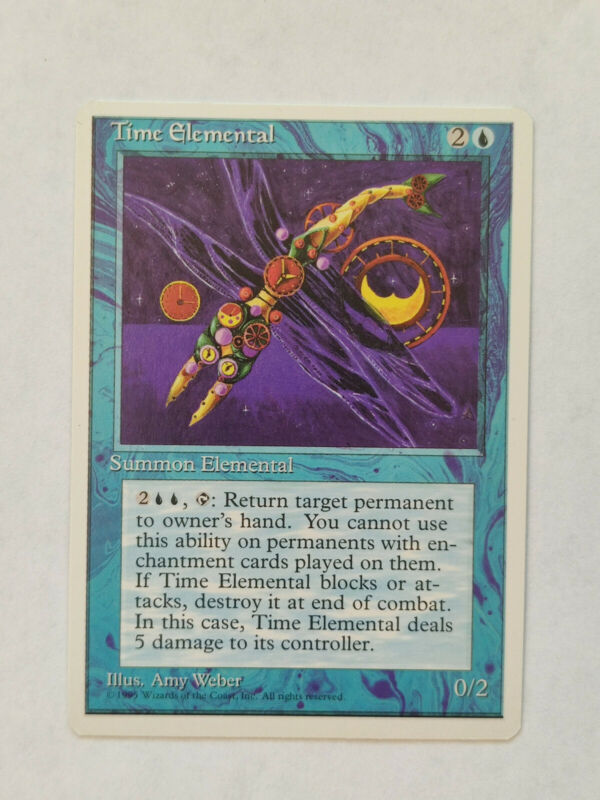 Time Elemental 2
Summon Elemental
2, : Return target permanent
to owner's hand. You cannot use
this ability on permanents with en-
chantment cards played on them.
If Time Elemental blocks or at-
tacks, destroy it at end of combat.
In this case, Time Elemental deals
5 damage to its controller.
Illus. Amy Weber
© 1995 Wizards of the Coast, Inc. All rights reserved.
0/2